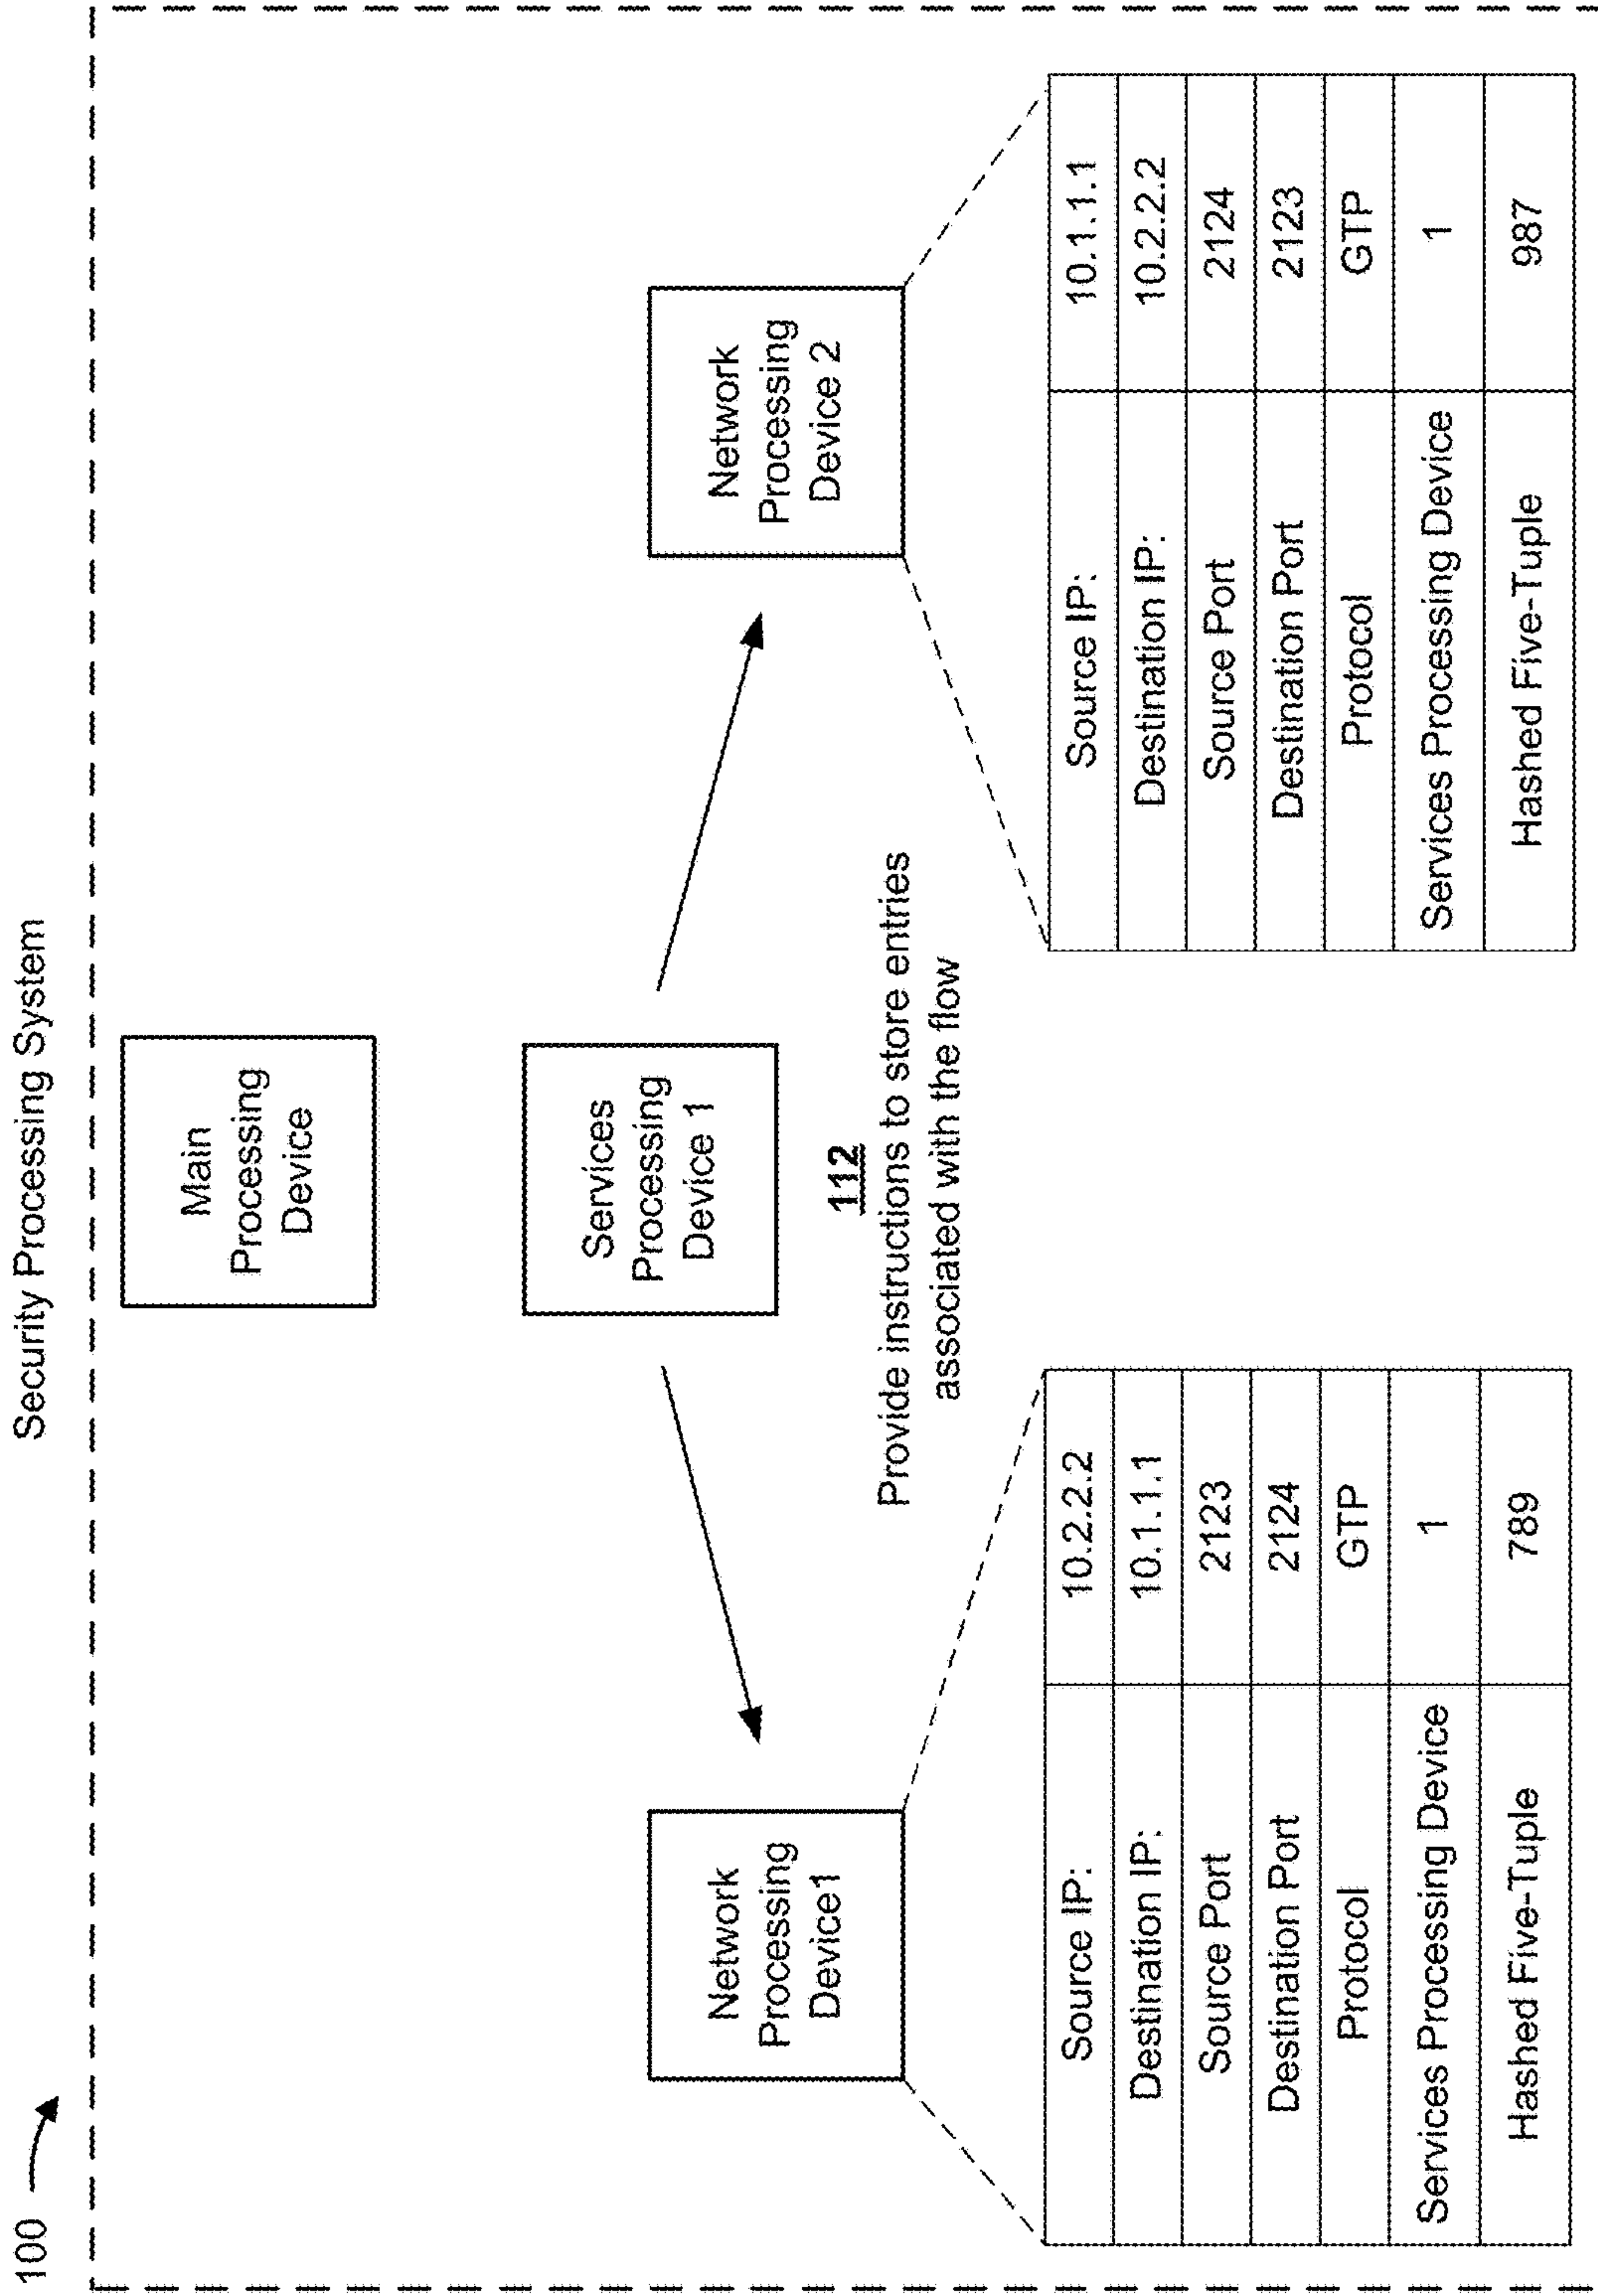 100
Security Processing System
Main
Processing
Device
Services
Processing
Device 1
Network
Processing
Device1
Network
Processing
Device 2
112
Provide instructions to store entries
associated with the flow
Source IP: 10.2.2.2
Destination IP: 10.1.1.1
Source Port 2123
Destination Port 2124
Protocol GTP
Services Processing Device 1
Hashed Five-Tuple 789
Source IP: 10.1.1.1
Destination IP: 10.2.2.2
Source Port 2124
Destination Port 2123
Protocol GTP
Services Processing Device 1
Hashed Five-Tuple 987